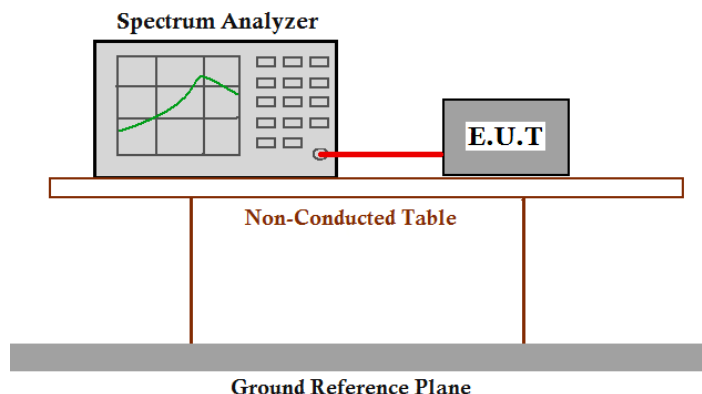 Spectrum Analyzer
E.U.T
Non-Conducted Table
Ground Reference Plane